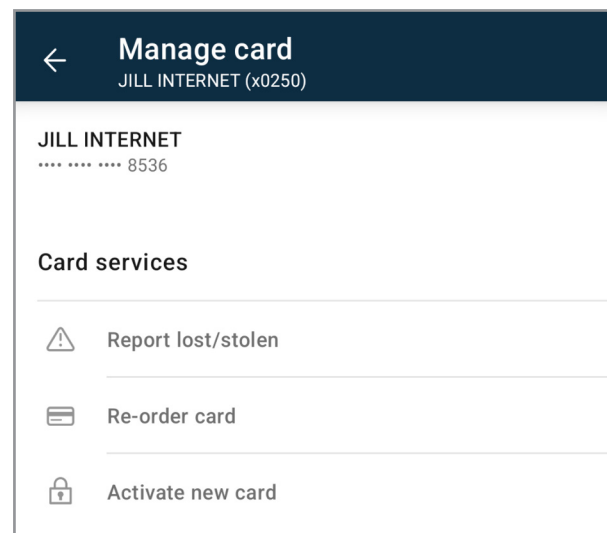 Manage card
JILL INTERNET (x0250)
JILL INTERNET
•••• •••• •••• 8536
Card services
Report lost/stolen
Re-order card
Activate new card